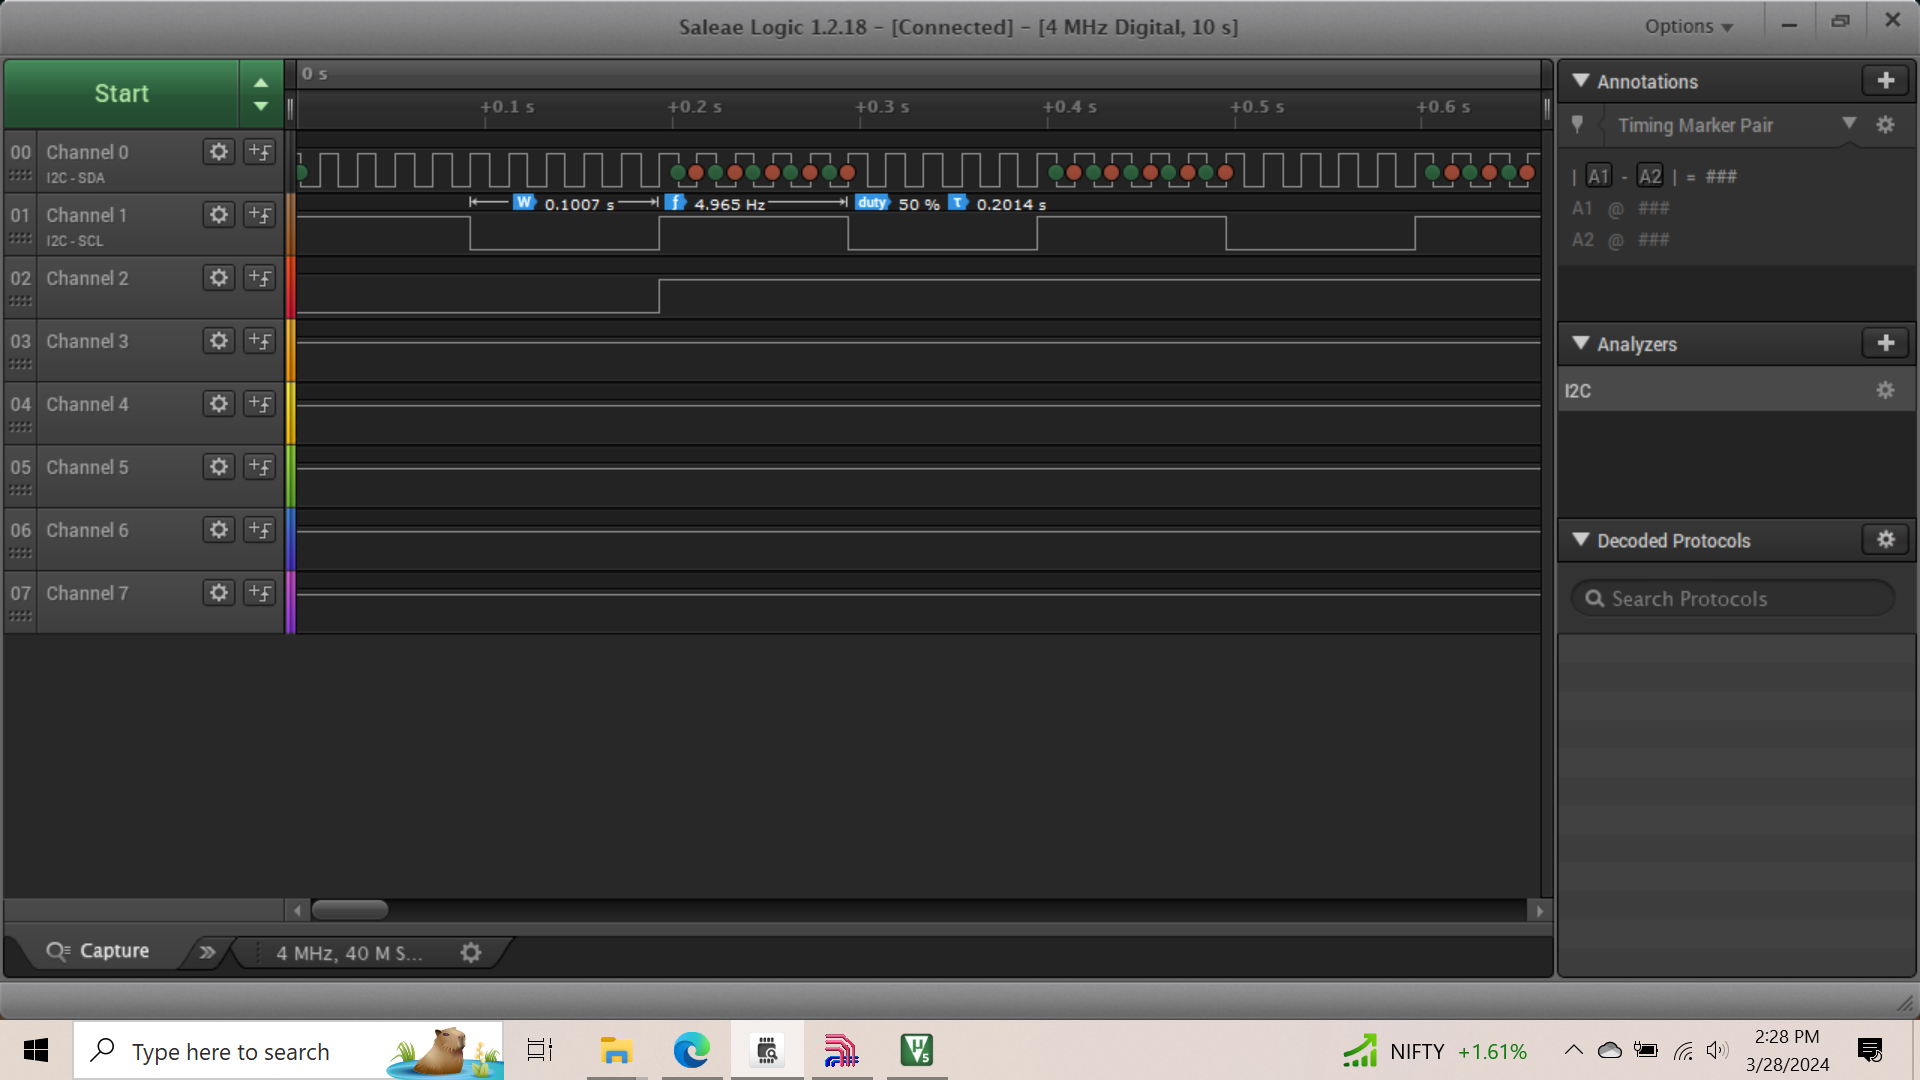 Saleae Logic 1.2.18 - [Connected] - [4 MHz Digital, 10 s]
Options
Start
0 s
+0.1 s +0.2 s +0.3 s +0.4 s +0.5 s +0.6 s
00 Channel 0
I2C - SDA
W 0.1007 s f 4.965 Hz duty 50 % τ 0.2014 s
01 Channel 1
I2C - SCL
02 Channel 2
03 Channel 3
04 Channel 4
05 Channel 5
06 Channel 6
07 Channel 7
Annotations
Timing Marker Pair
| A1 - A2 | = ###
A1 @ ###
A2 @ ###
Analyzers
I2C
Decoded Protocols
Search Protocols
Capture
4 MHz, 40 M S...
Type here to search
5
NIFTY +1.61%
2:28 PM
3/28/2024